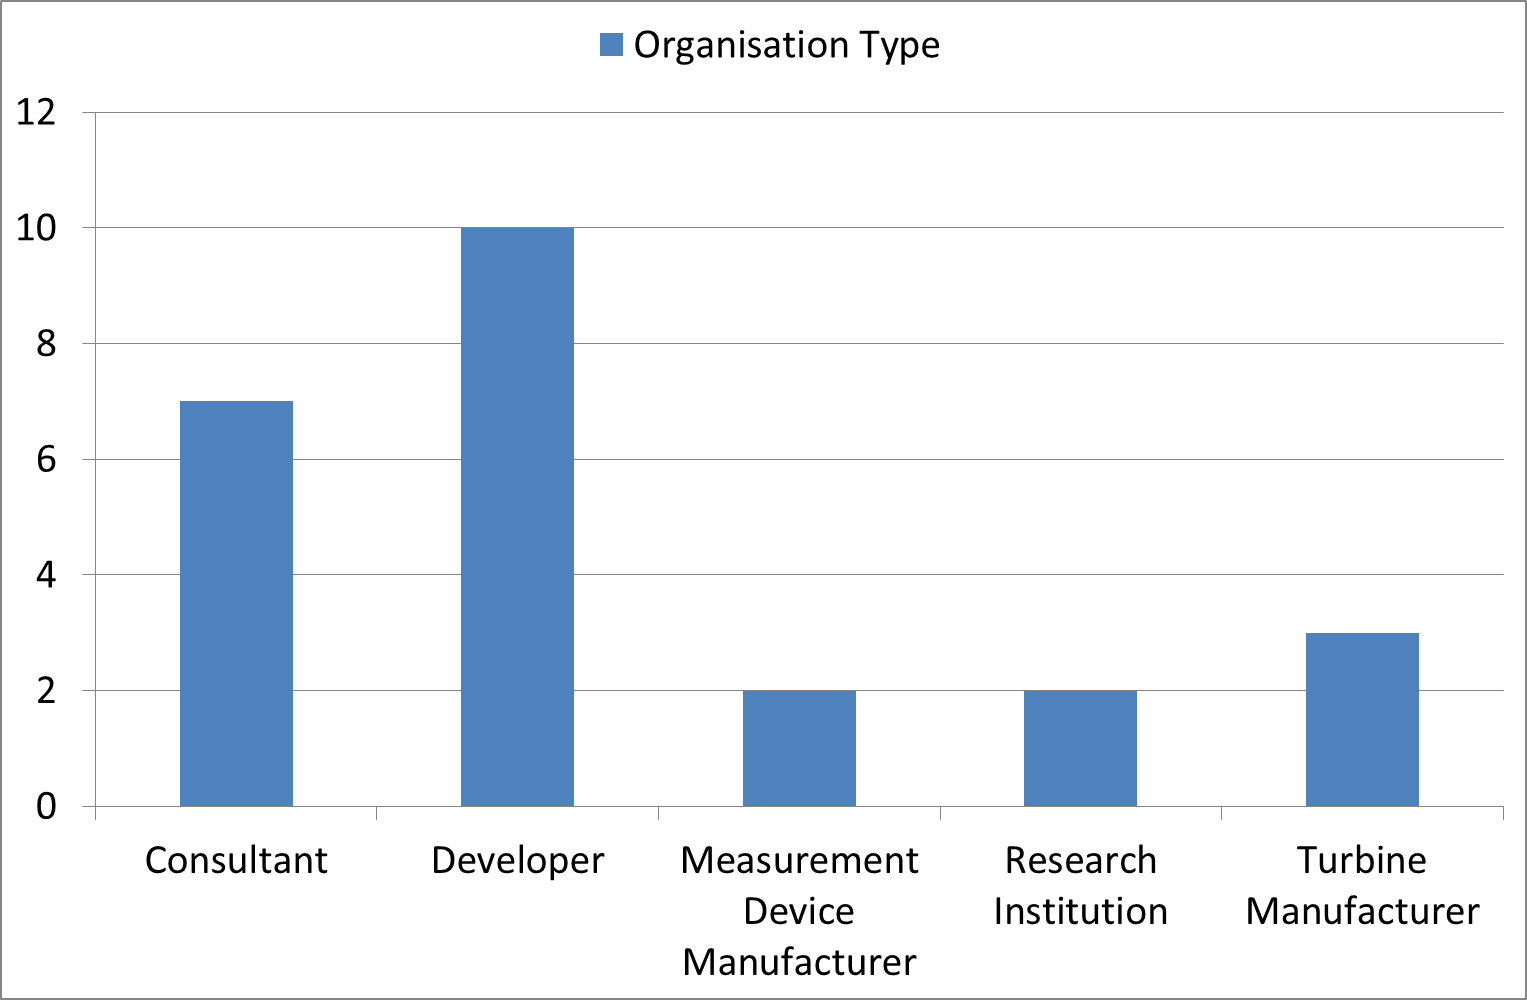 Organisation Type
12
10
8
6
4
2
0
Consultant
Developer
Measurement
Device
Manufacturer
Research
Institution
Turbine
Manufacturer